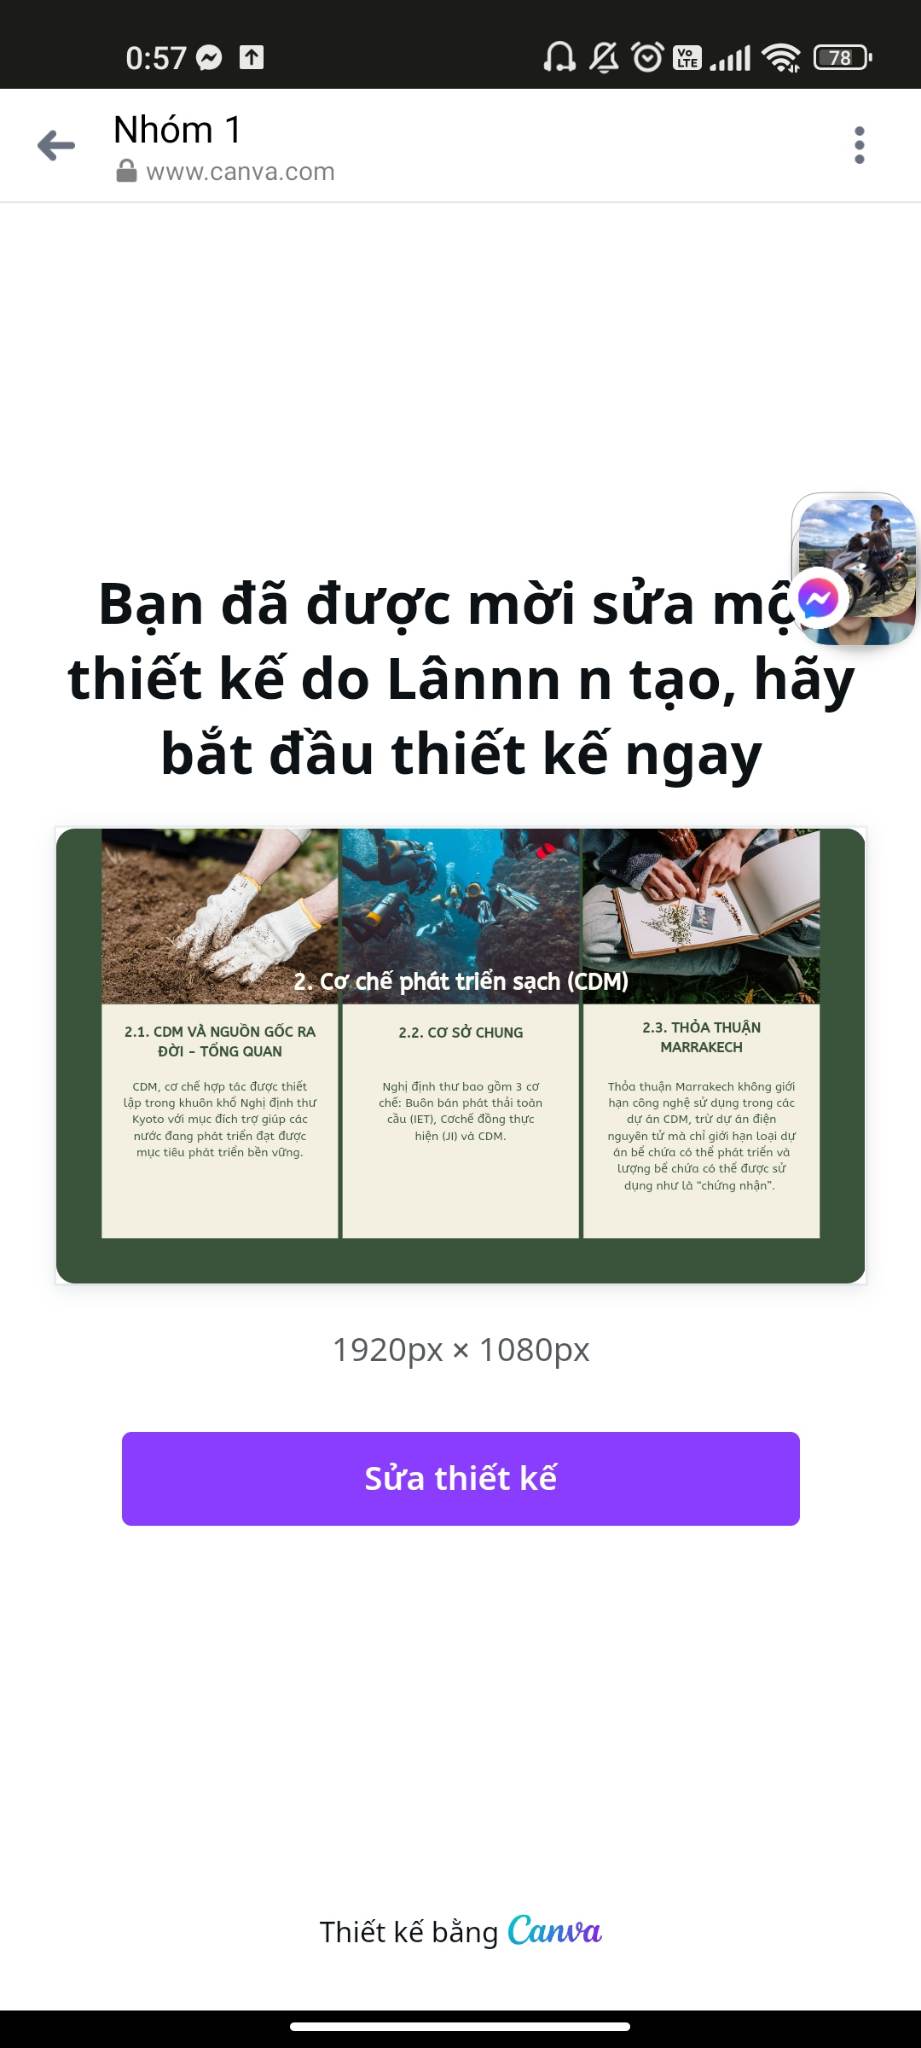 0:57
Vo
LTE
78
Nhóm 1
www.canva.com
Bạn đã được mời sửa
thiết kế do Lânnn n tạo, hãy
bắt đầu thiết kế ngay
2. Cơ chế phát triển sạch (CDM)
2.1. CDM VÀ NGUỒN GỐC RA
ĐỜI - TỔNG QUAN
CDM, cơ chế hợp tác được thiết
lập trong khuôn khổ Nghị định thư
Kyoto với mục đích trợ giúp các
nước đang phát triển đạt được
mục tiêu phát triển bền vững.
2.2. CƠ SỞ CHUNG
Nghị định thư bao gồm 3 cơ
chế: Buôn bán phát thải toàn
cầu (IET), Cơchế đồng thực
hiện (JI) và CDM.
2.3. THỎA THUẬN
MARRAKECH
Thỏa thuận Marrakech không giới
hạn công nghệ sử dụng trong các
dự án CDM, trừ dự án điện
nguyên tử mà chỉ giới hạn loại dự
án bể chứa có thể phát triển và
lượng bể chứa có thể được sử
dụng như là "chứng nhận".
1920px × 1080px
Sửa thiết kế
Thiết kế bằng Canva